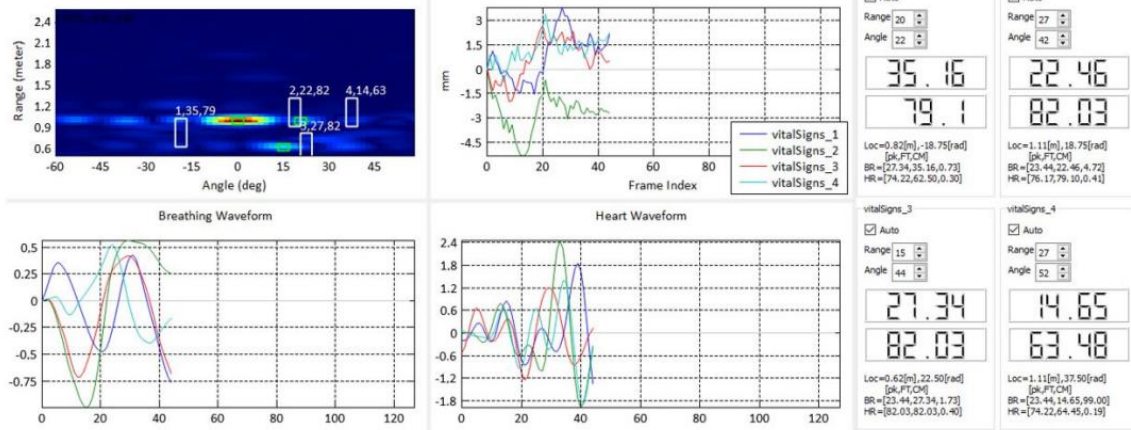 2.4
2.1
1.8
1.5
1.2
0.9
0.6
Range (meter)
1,35,79
2,22,82
4,14,63
3,27,82
-60
-30
-15
0
15
30
Angle (deg)
3
1.5
0
-1.5
-4.5
mm
vitalSigns_1
vitalSigns_2
vitalSigns_3
vitalSigns_4
0
20
40
60
80
Frame Index
Range 20
Angle 22
35.16
79.1
Loc=0.82[m],-18.75[rad]
[pk,FT,CM]
BR=[27.34,35.16,0.73]
HR=[74.22,62.50,0.30]
Range 27
Angle 42
22.46
82.03
Loc=1.11[m],18.75[rad]
[pk,FT,CM]
BR=[23.44,22.46,4.72]
HR=[76.17,79.10,0.41]
Breathing Waveform
0.5
0.25
0
-0.25
-0.5
-0.75
0
20
40
60
80
100
120
Heart Waveform
2.4
1.8
1.2
0.6
0
-0.6
-1.2
-1.8
0
20
40
60
80
100
120
vitalSigns_3
Auto
Range 15
Angle 44
27.34
82.03
Loc=0.62[m],22.50[rad]
[pk,FT,CM]
BR=[23.44,27.34,1.73]
HR=[82.03,82.03,0.40]
vitalSigns_4
Auto
Range 27
Angle 52
14.65
63.48
Loc=1.11[m],37.50[rad]
[pk,FT,CM]
BR=[23.44,14.65,99.00]
HR=[74.22,64.45,0.19]